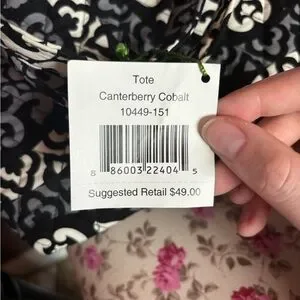 Tote
Canterberry Cobalt
10449-151
8 86003 22404 5
Suggested Retail $49.00